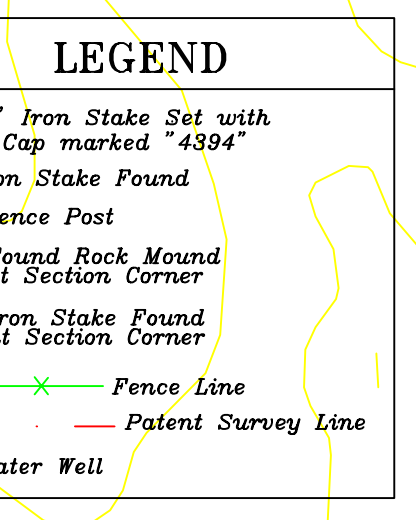 LEGEND
" Iron Stake Set with
Cap marked "4394"
on Stake Found
ence Post
ound Rock Mound
t Section Corner
ron Stake Found
t Section Corner
Fence Line
Patent Survey Line
ater Well